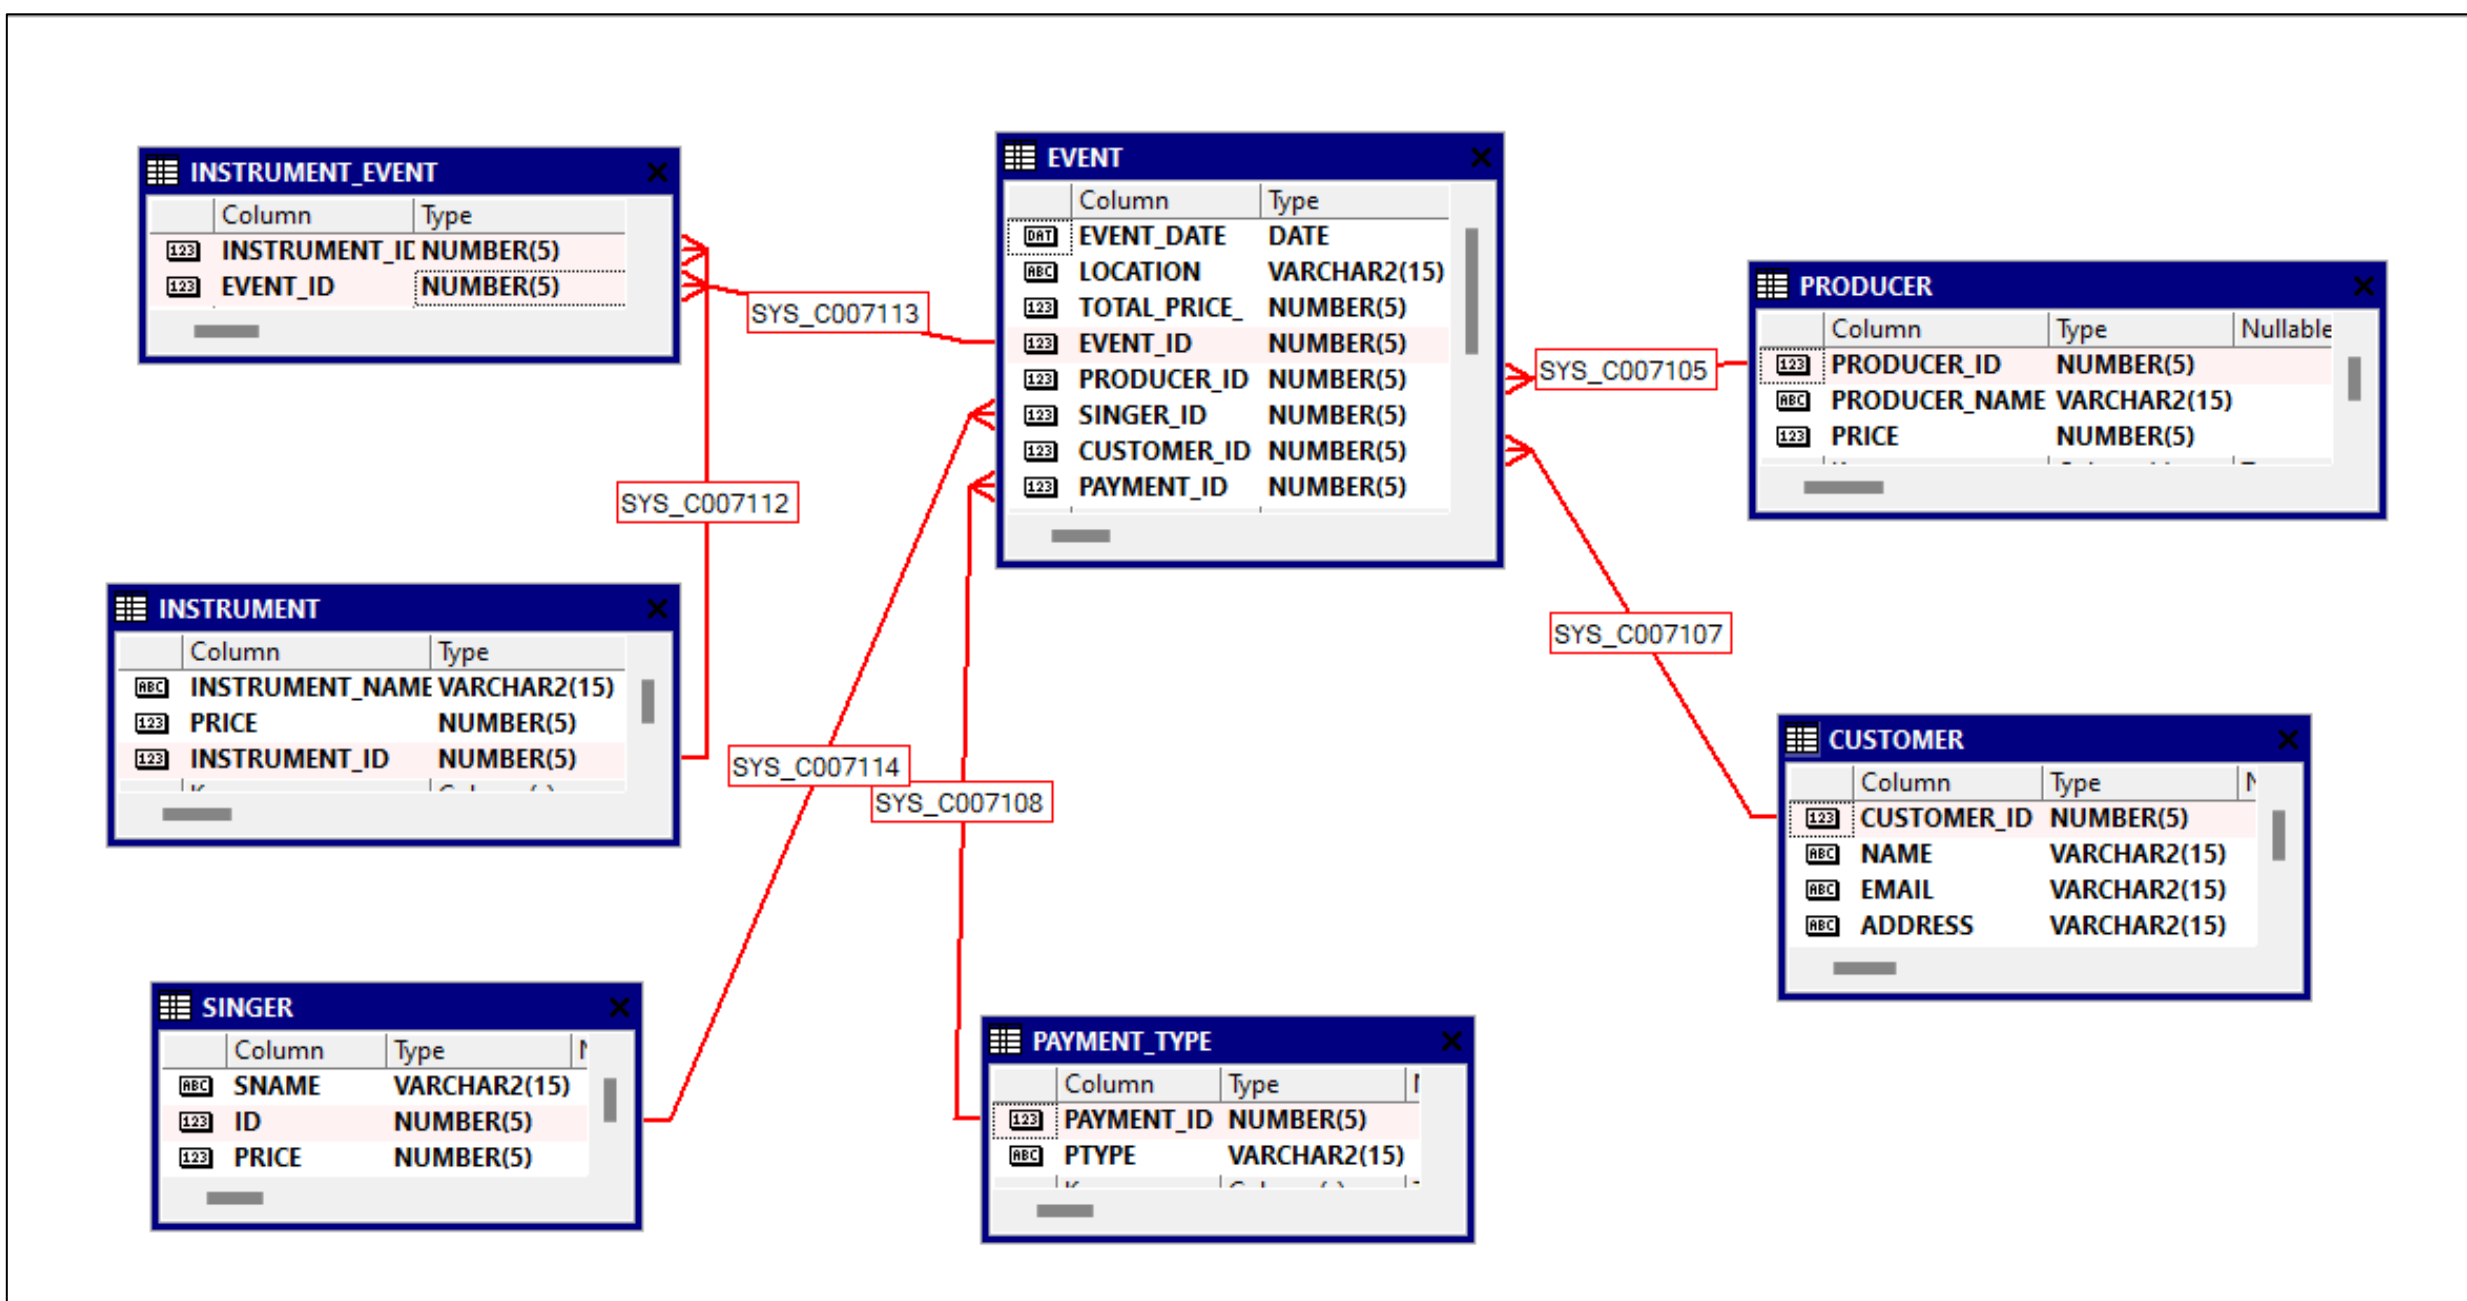 INSTRUMENT_EVENT
Column Type
INSTRUMENT_ID NUMBER(5)
EVENT_ID NUMBER(5)
EVENT
Column Type
EVENT_DATE DATE
LOCATION VARCHAR2(15)
TOTAL_PRICE_ NUMBER(5)
EVENT_ID NUMBER(5)
PRODUCER_ID NUMBER(5)
SINGER_ID NUMBER(5)
CUSTOMER_ID NUMBER(5)
PAYMENT_ID NUMBER(5)
PRODUCER
Column Type Nullable
PRODUCER_ID NUMBER(5)
PRODUCER_NAME VARCHAR2(15)
PRICE NUMBER(5)
SYS_C007113
SYS_C007105
SYS_C007112
SYS_C007107
INSTRUMENT
Column Type
INSTRUMENT_NAME VARCHAR2(15)
PRICE NUMBER(5)
INSTRUMENT_ID NUMBER(5)
SYS_C007114
SYS_C007108
CUSTOMER
Column Type N
CUSTOMER_ID NUMBER(5)
NAME VARCHAR2(15)
EMAIL VARCHAR2(15)
ADDRESS VARCHAR2(15)
SINGER
Column Type
SNAME VARCHAR2(15)
ID NUMBER(5)
PRICE NUMBER(5)
PAYMENT_TYPE
Column Type
PAYMENT_ID NUMBER(5)
PTYPE VARCHAR2(15)